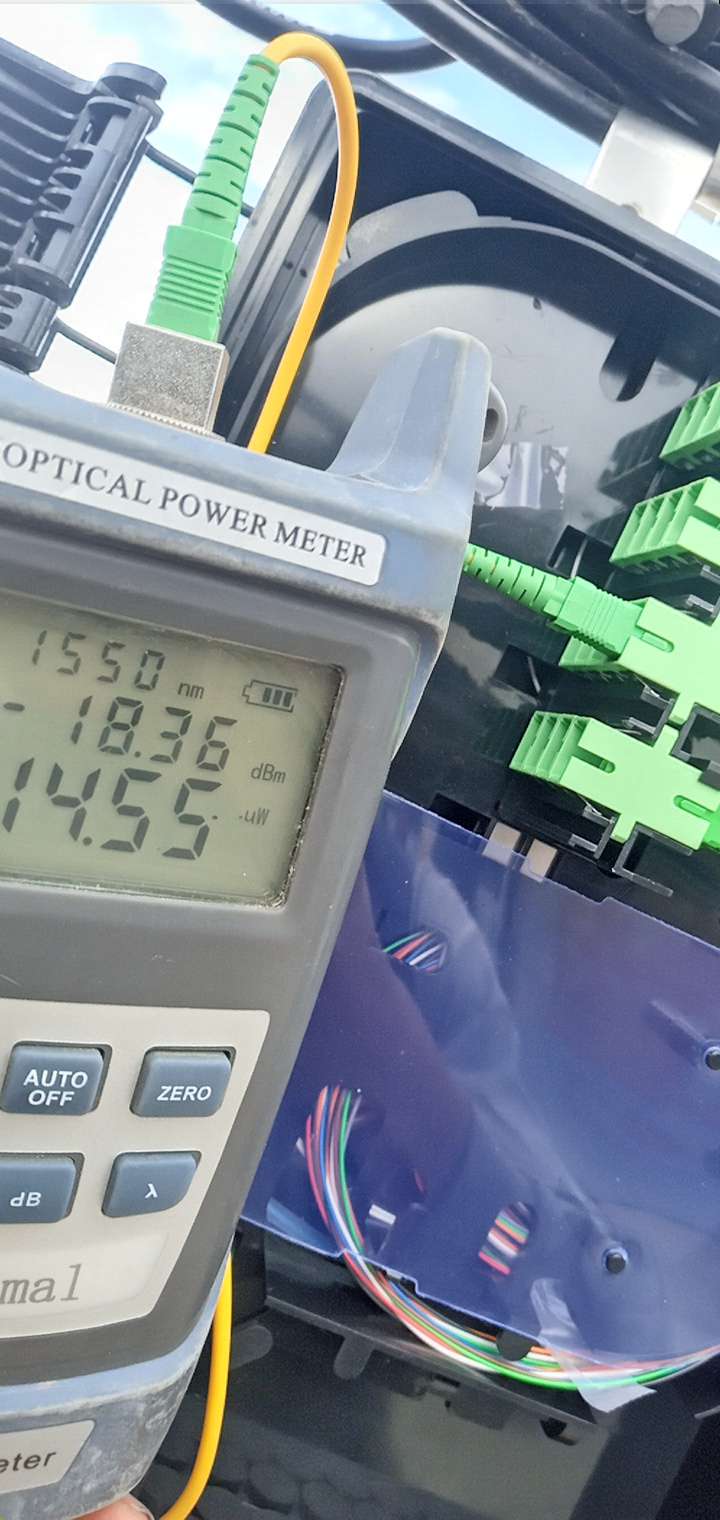 OPTICAL POWER METER
1550 nm
-18.36 dBm
14.55 uW
AUTO OFF
ZERO
dB
λ
mal
eter